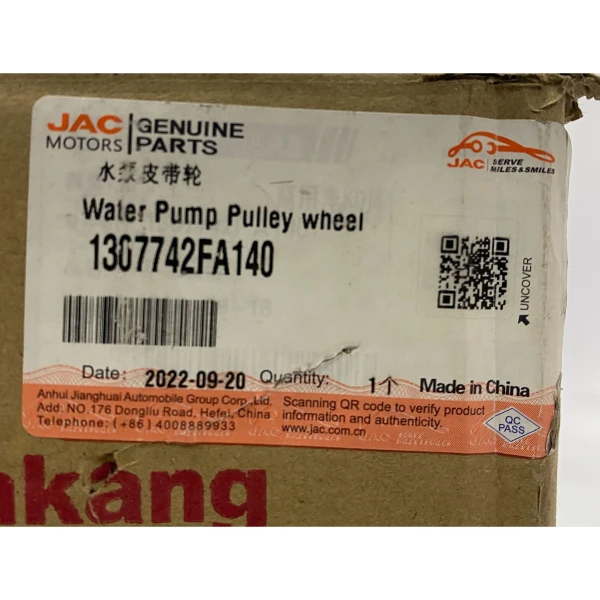 JAC MOTORS
GENUINE PARTS
JAC
SERVE
MILES&SMILES
水泵皮带轮
Water Pump Pulley wheel
1307742FA140
UNCOVER
Date: 2022-09-20 Quantity: 1个 Made in China
Anhui Jianghuai Automobile Group Corp.,Ltd.
Add: NO.176 Dongliu Road, Hefei, China
Telephone: (+86) 4008889933
Scanning QR code to verify product
information and authenticity.
www.jac.com.cn
QC
PASS
kang